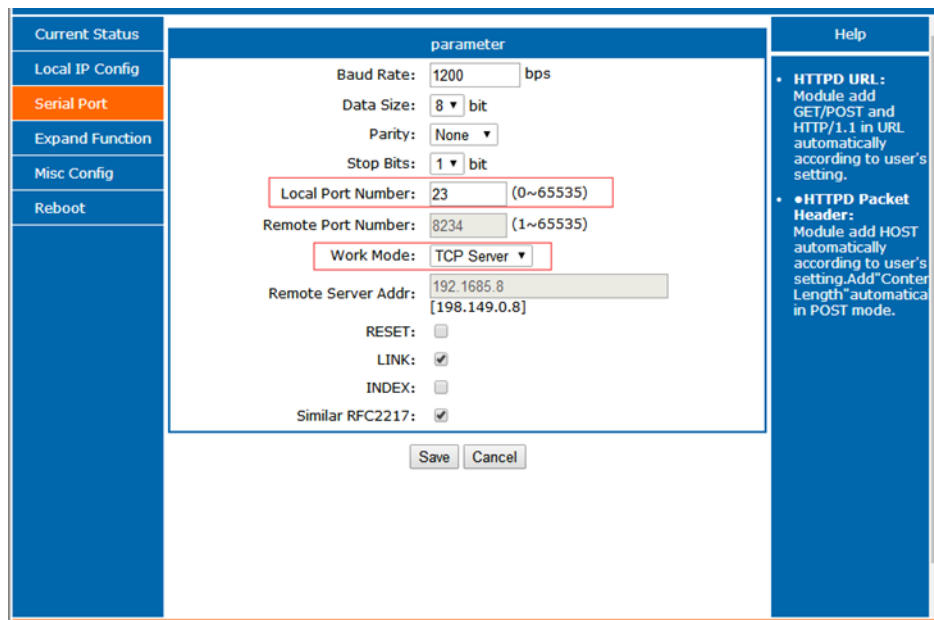 Current Status
Local IP Config
Serial Port
Expand Function
Misc Config
Reboot
parameter
Baud Rate: 1200 bps
Data Size: 8 bit
Parity: None
Stop Bits: 1 bit
Local Port Number: 23 (0~65535)
Remote Port Number: 8234 (1~65535)
Work Mode: TCP Server
Remote Server Addr: 192.1685.8
[198.149.0.8]
RESET:
LINK:
INDEX:
Similar RFC2217:
Save Cancel
Help
• HTTPD URL:
Module add
GET/POST and
HTTP/1.1 in URL
automatically
according to user's
setting.
• ●HTTPD Packet
Header:
Module add HOST
automatically
according to user's
setting.Add"Conter
Length"automatica
in POST mode.